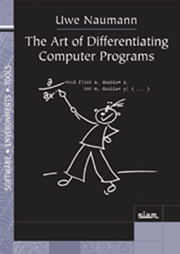 Uwe Naumann
The Art of Differentiating
Computer Programs
void f(int n, double* x,
int m, double* y) { ... }
∂
∂x
SOFTWARE • ENVIRONMENTS • TOOLS
siam